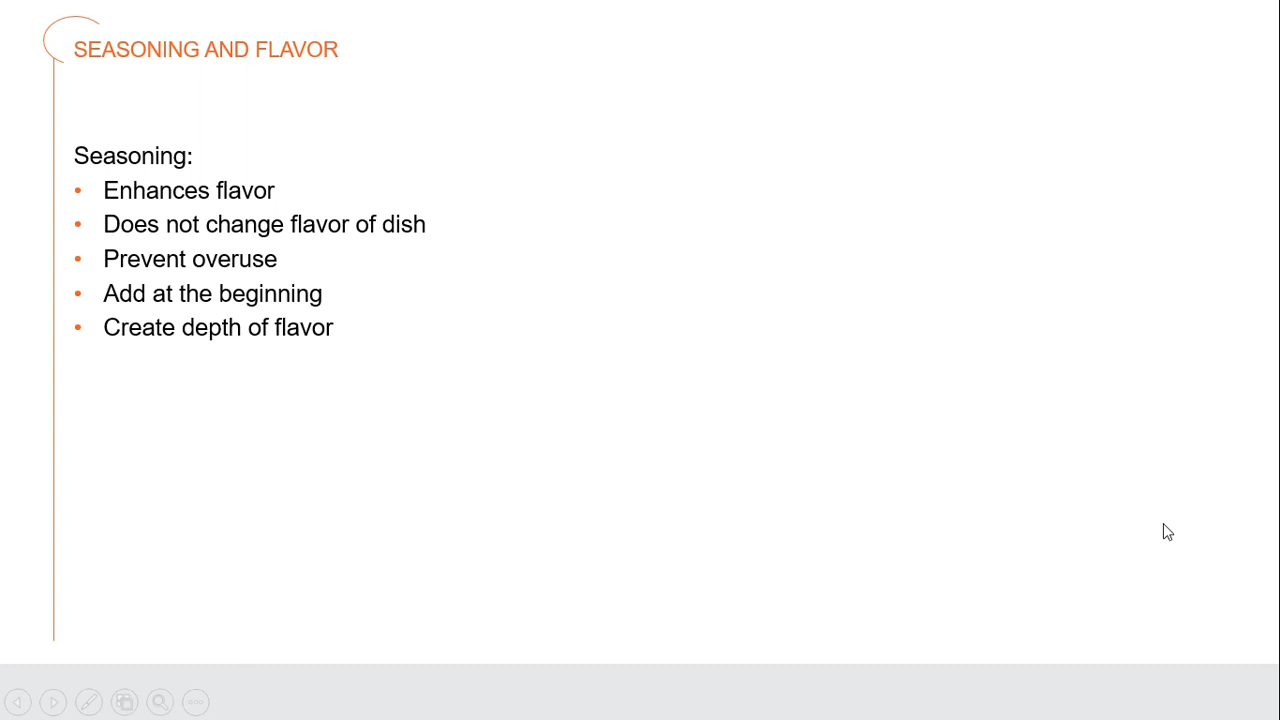 SEASONING AND FLAVOR
Seasoning:
• Enhances flavor
• Does not change flavor of dish
• Prevent overuse
• Add at the beginning
• Create depth of flavor